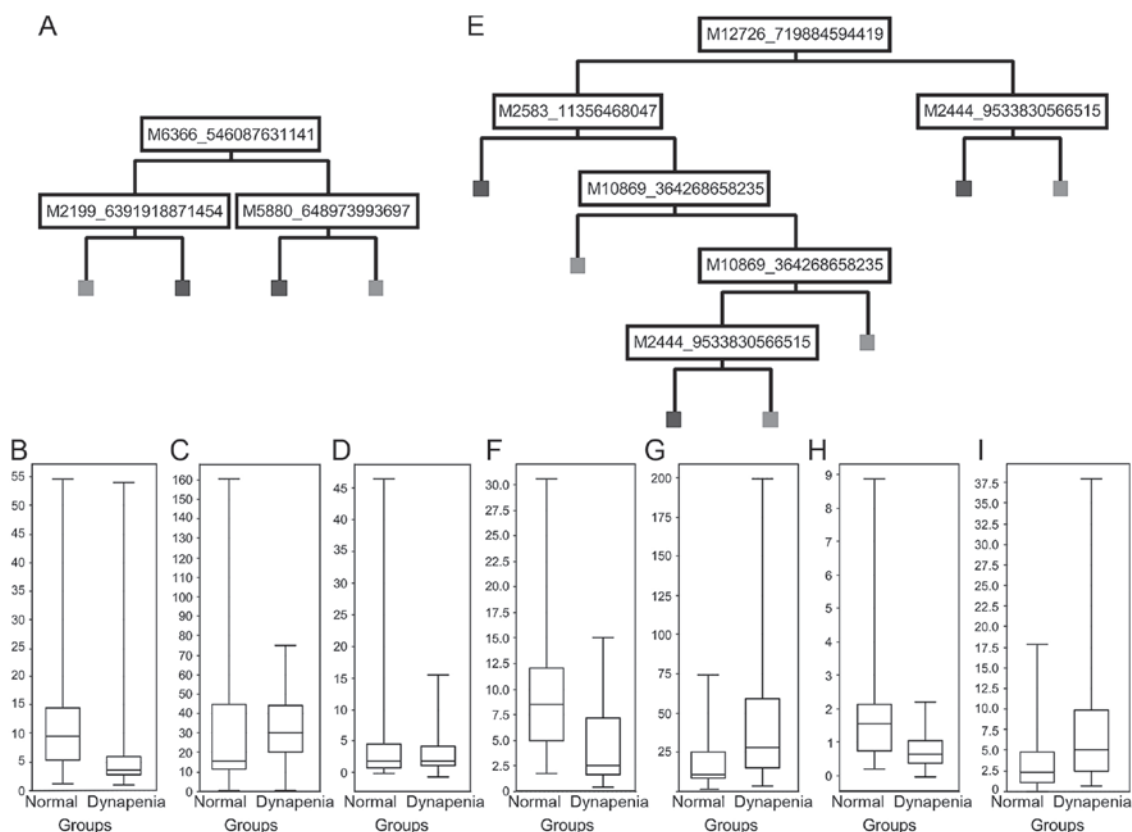 A
M6366_546087631141
M2199_6391918871454
M5880_648973993697
E
M12726_719884594419
M2583_11356468047
M2444_9533830566515
M10869_364268658235
M10869_364268658235
M2444_9533830566515
B
55
50
45
40
35
30
25
20
15
10
5
0
Normal Dynapenia
Groups
C
160
150
140
130
120
110
100
90
80
70
60
50
40
30
20
10
0
Normal Dynapenia
Groups
D
45
40
35
30
25
20
15
10
5
0
Normal Dynapenia
Groups
F
30.0
27.5
25.0
22.5
20.0
17.5
15.0
12.5
10.0
7.5
5.0
2.5
0
Normal Dynapenia
Groups
G
200
175
150
125
100
75
50
25
0
Normal Dynapenia
Groups
H
9
8
7
6
5
4
3
2
1
0
Normal Dynapenia
Groups
I
37.5
35.0
32.5
30.0
27.5
25.0
22.5
20.0
17.5
15.0
12.5
10.0
7.5
5.0
2.5
0
Normal Dynapenia
Groups